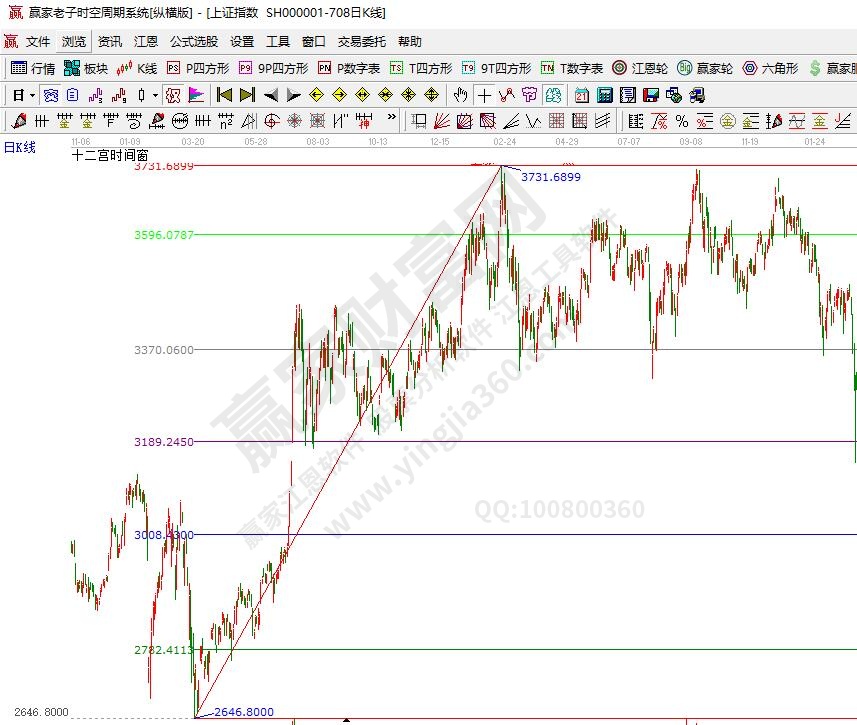 赢家老子时空周期系统[纵横版] - [上证指数 SH000001-708日K线]
文件 浏览 资讯 江恩 公式选股 设置 工具 窗口 交易委托 帮助
行情 板块 K线 P四方形 9P四方形 P数字表 T四方形 9T四方形 T数字表 江恩轮 赢家轮 六角形
日
日K线
11-06 01-09 03-20 05-28 08-03 10-13 12-15 02-24 04-29 07-07 09-08 11-19 01-24
十二宫时间窗
3731.6899
3731.6899
3596.0787
3370.0600
3189.2450
3008.4300
2782.4113
2646.8000
2646.8000
赢家财富网
赢家江恩软件 投资分析软件 江恩工具软件
www.yingjia360.com
QQ:100800360